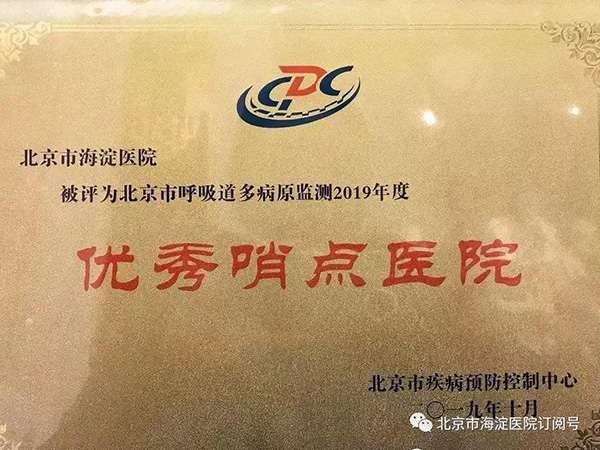 CDC
北京市海淀医院
被评为北京市呼吸道多病原监测2019年度
优秀哨点医院
北京市疾病预防控制中心
二〇一九年十月
北京市海淀医院订阅号